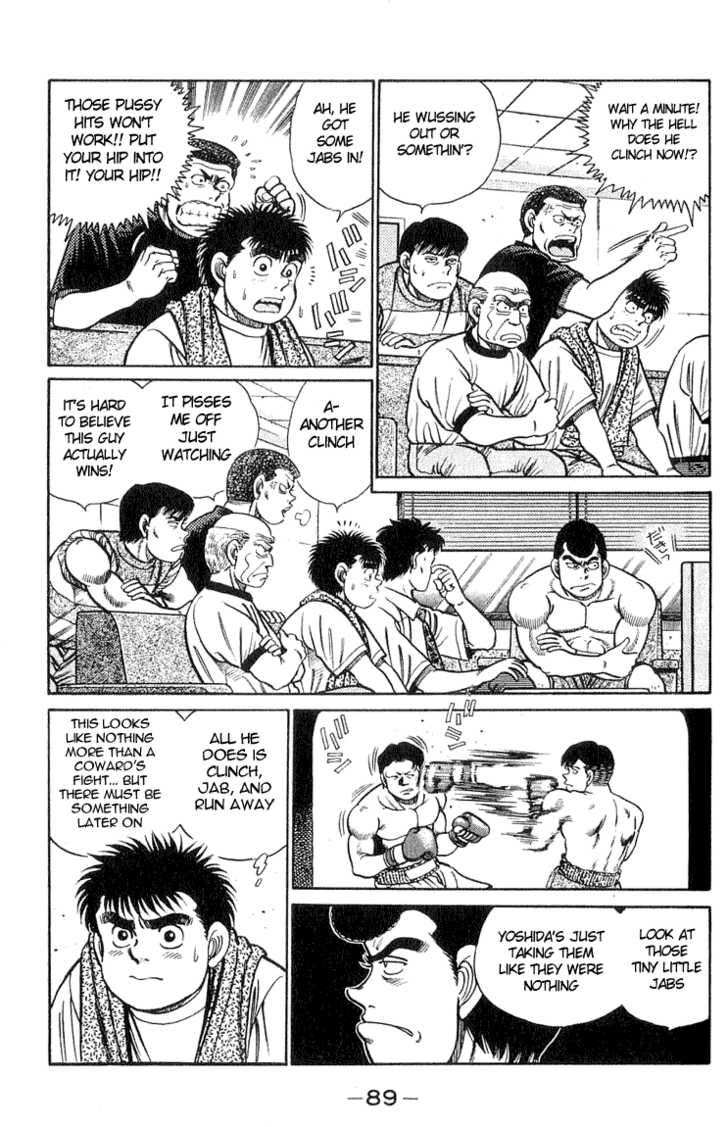 WAIT A MINUTE!
WHY THE HELL
DOES HE
CLINCH NOW!?
HE WUSSING
OUT OR
SOMETHIN'?
AH, HE
GOT
SOME
JABS IN!
THOSE PUSSY
HITS WON'T
WORK!! PUT
YOUR HIP INTO
IT! YOUR HIP!!
A-
ANOTHER
CLINCH
IT PISSES
ME OFF
JUST
WATCHING
IT'S HARD
TO BELIEVE
THIS GUY
ACTUALLY
WINS!
LOOK AT
THOSE
TINY LITTLE
JABS
YOSHIDA'S JUST
TAKING THEM
LIKE THEY WERE
NOTHING
ALL HE
DOES IS
CLINCH,
JAB, AND
RUN AWAY
THIS LOOKS
LIKE NOTHING
MORE THAN A
COWARD'S
FIGHT... BUT
THERE MUST BE
SOMETHING
LATER ON
—89—